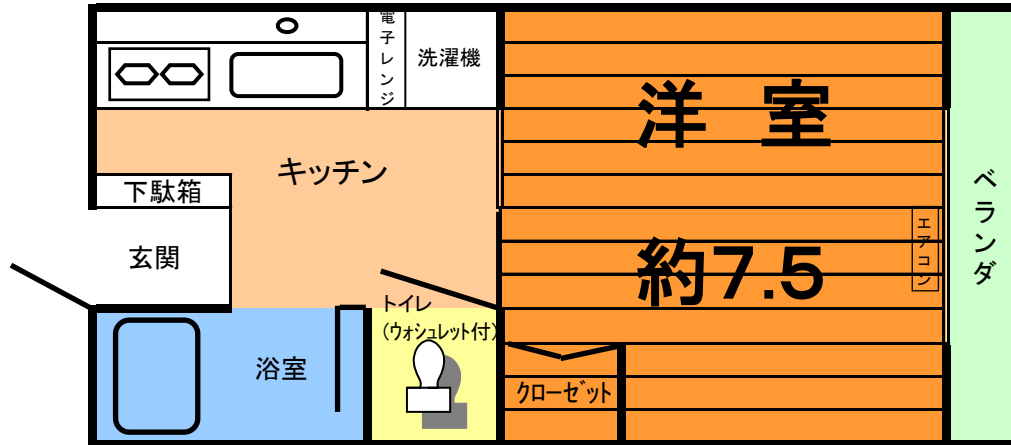 電子レンジ
洗濯機
洋 室
キッチン
下駄箱
ベランダ
エアコン
玄関
約7.5
トイレ
(ウォシュレット付)
浴室
クローゼット